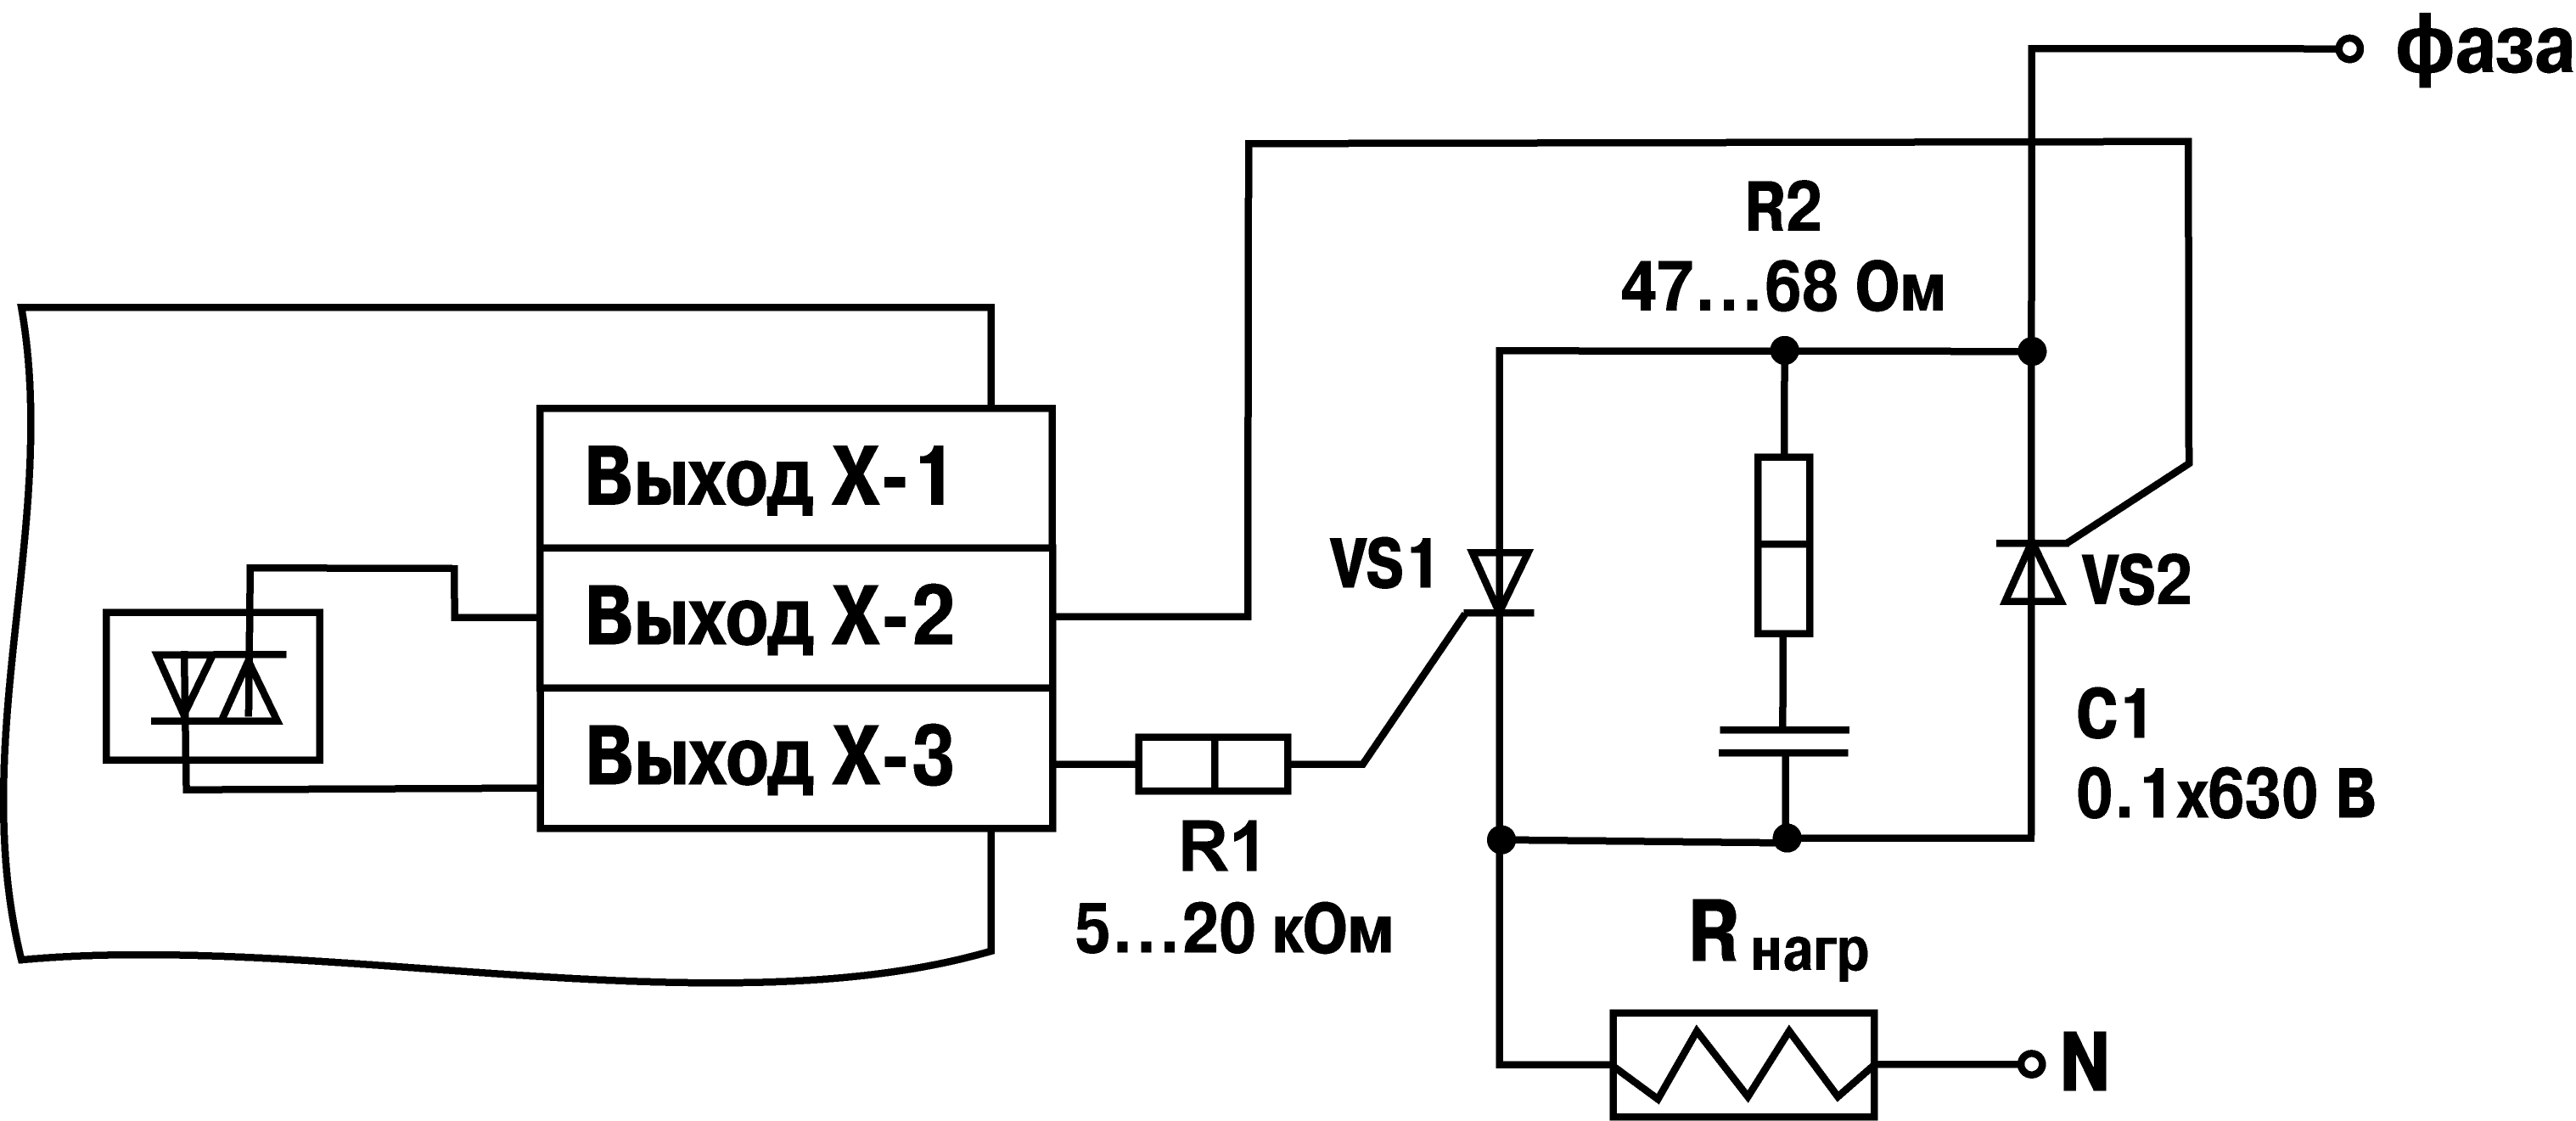 фаза
R2
47...68 Ом
Выход X-1
Выход X-2
Выход X-3
VS1
VS2
C1
0.1x630 В
R1
5...20 кОм
R нагр
N